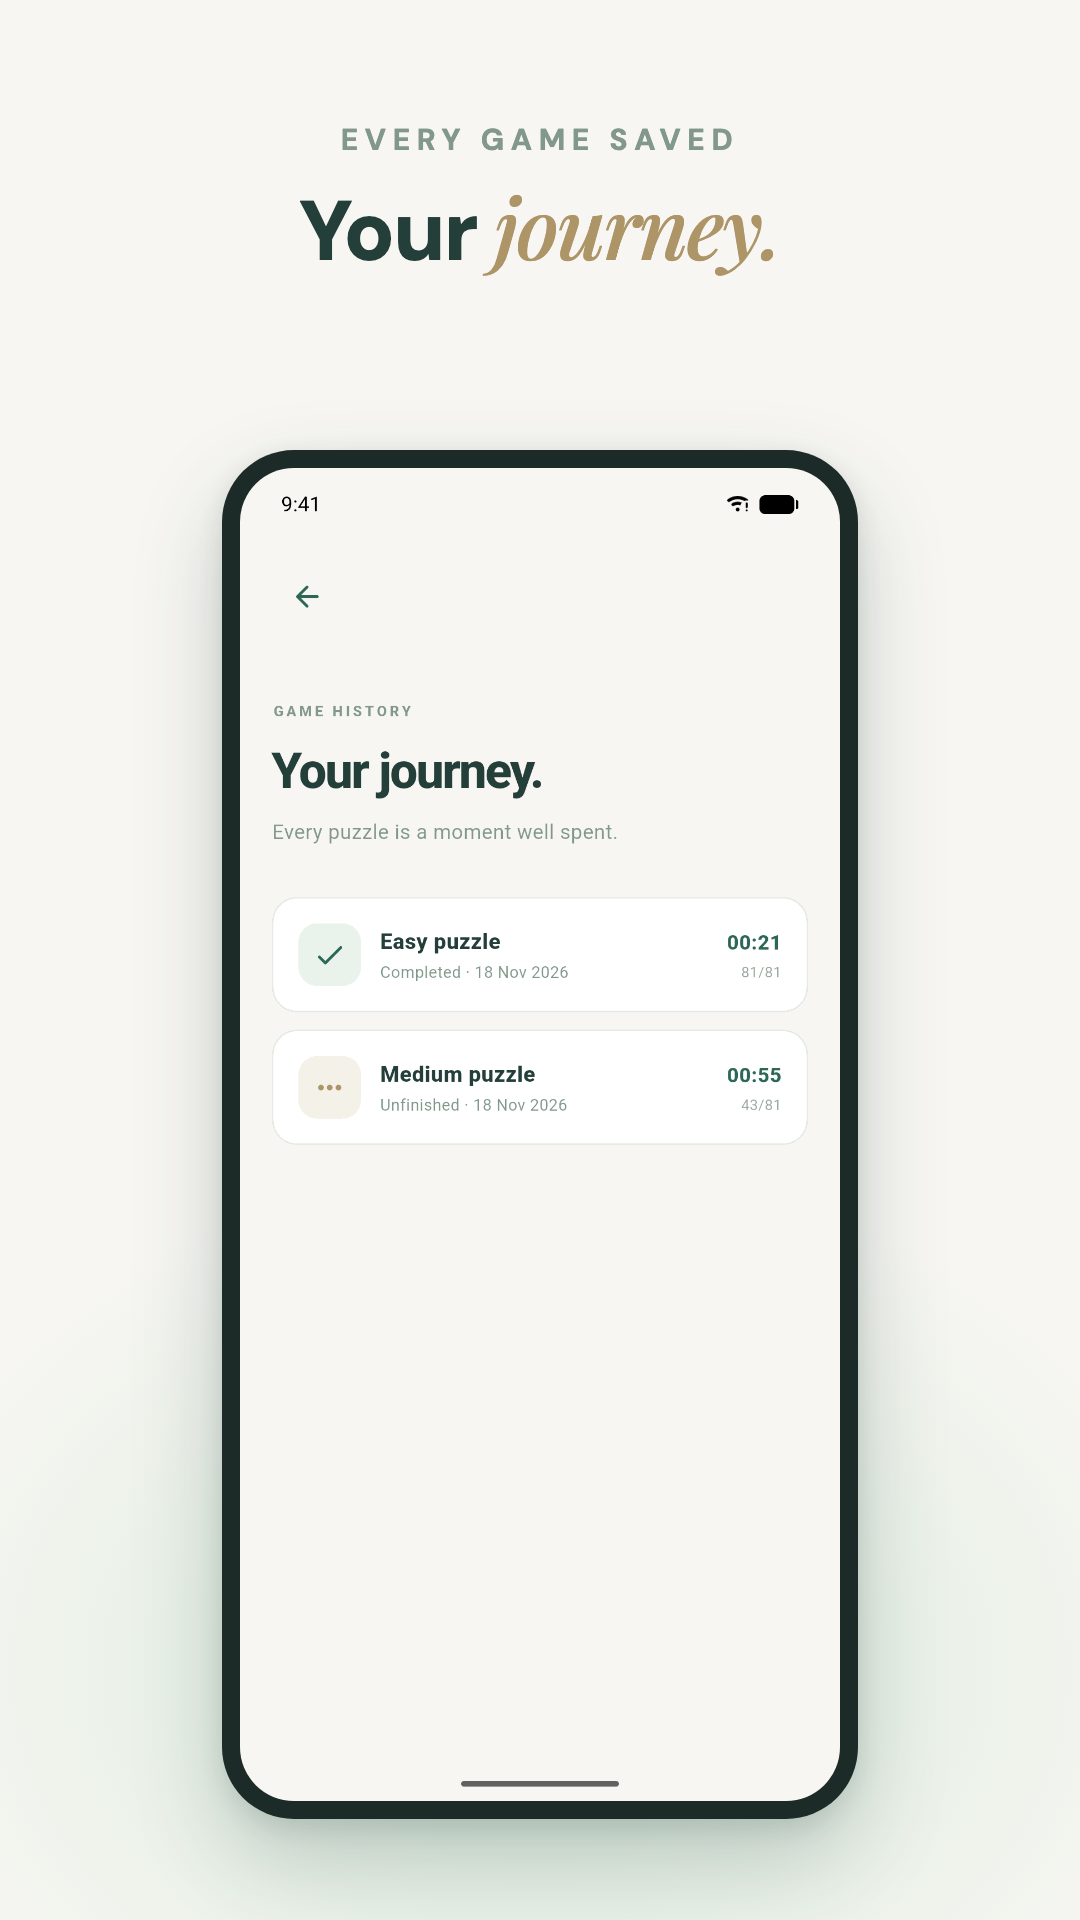 EVERY GAME SAVED
Your journey.
9:41
GAME HISTORY
Your journey.
Every puzzle is a moment well spent.
Easy puzzle 00:21
Completed · 18 Nov 2026 81/81
Medium puzzle 00:55
Unfinished · 18 Nov 2026 43/81